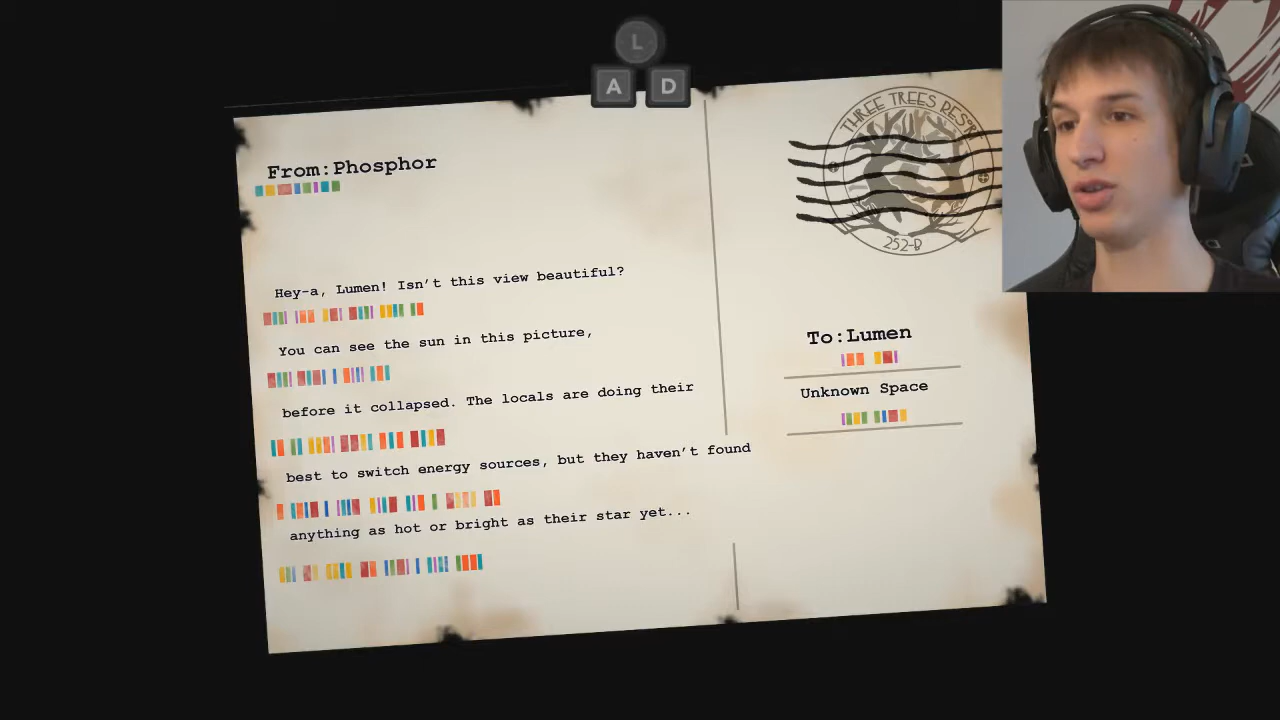 L
A D
THREE TREES RESOR
252-B
From:Phosphor
Hey-a, Lumen! Isn't this view beautiful?
You can see the sun in this picture,
before it collapsed. The locals are doing their
best to switch energy sources, but they haven't found
anything as hot or bright as their star yet...
To:Lumen
Unknown Space